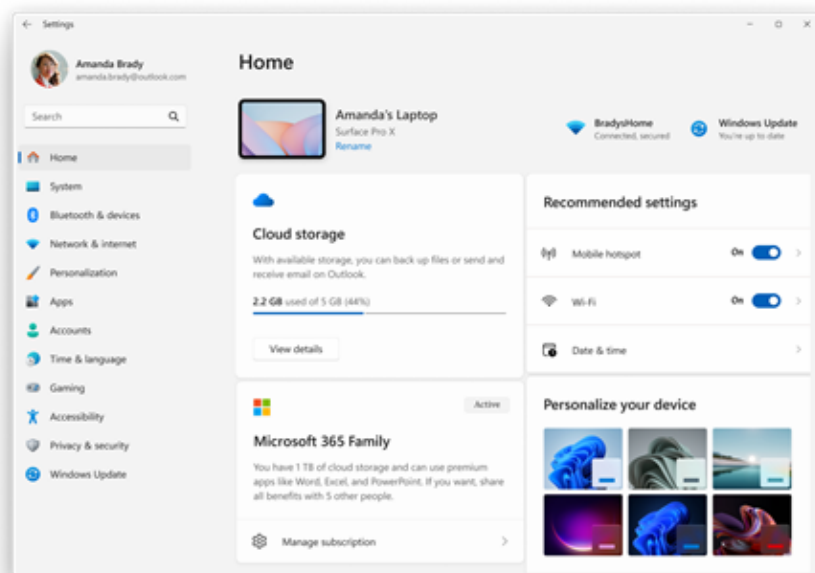 Settings
Amanda Brady
amanda.brady@outlook.com
Search
Home
System
Bluetooth & devices
Network & internet
Personalization
Apps
Accounts
Time & language
Gaming
Accessibility
Privacy & security
Windows Update
Home
Amanda's Laptop
Surface Pro X
Rename
BradysHome
Connected, secured
Windows Update
You're up to date
Cloud storage
With available storage, you can back up files or send and
receive email on Outlook.
2.2 GB used of 5 GB (44%)
View details
Microsoft 365 Family
Active
You have 1 TB of cloud storage and can use premium
apps like Word, Excel, and PowerPoint. If you want, share
all benefits with 5 other people.
Manage subscription
Recommended settings
Mobile hotspot On
Wi-Fi On
Date & time
Personalize your device